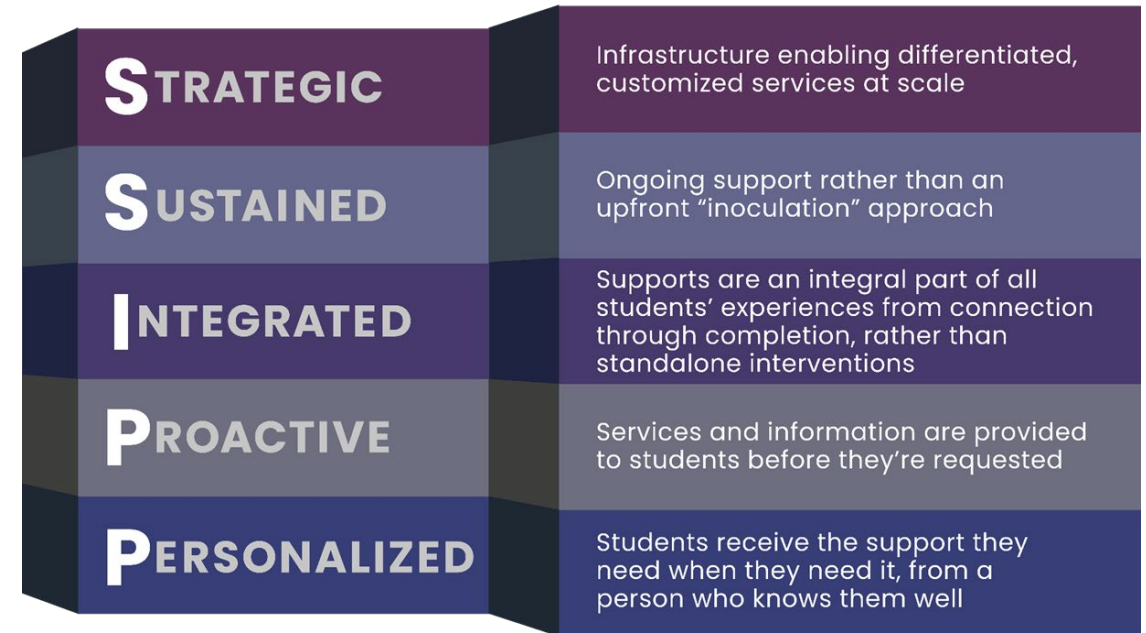 STRATEGIC
Infrastructure enabling differentiated,
customized services at scale
SUSTAINED
Ongoing support rather than an
upfront “inoculation” approach
INTEGRATED
Supports are an integral part of all
students’ experiences from connection
through completion, rather than
standalone interventions
PROACTIVE
Services and information are provided
to students before they’re requested
PERSONALIZED
Students receive the support they
need when they need it, from a
person who knows them well